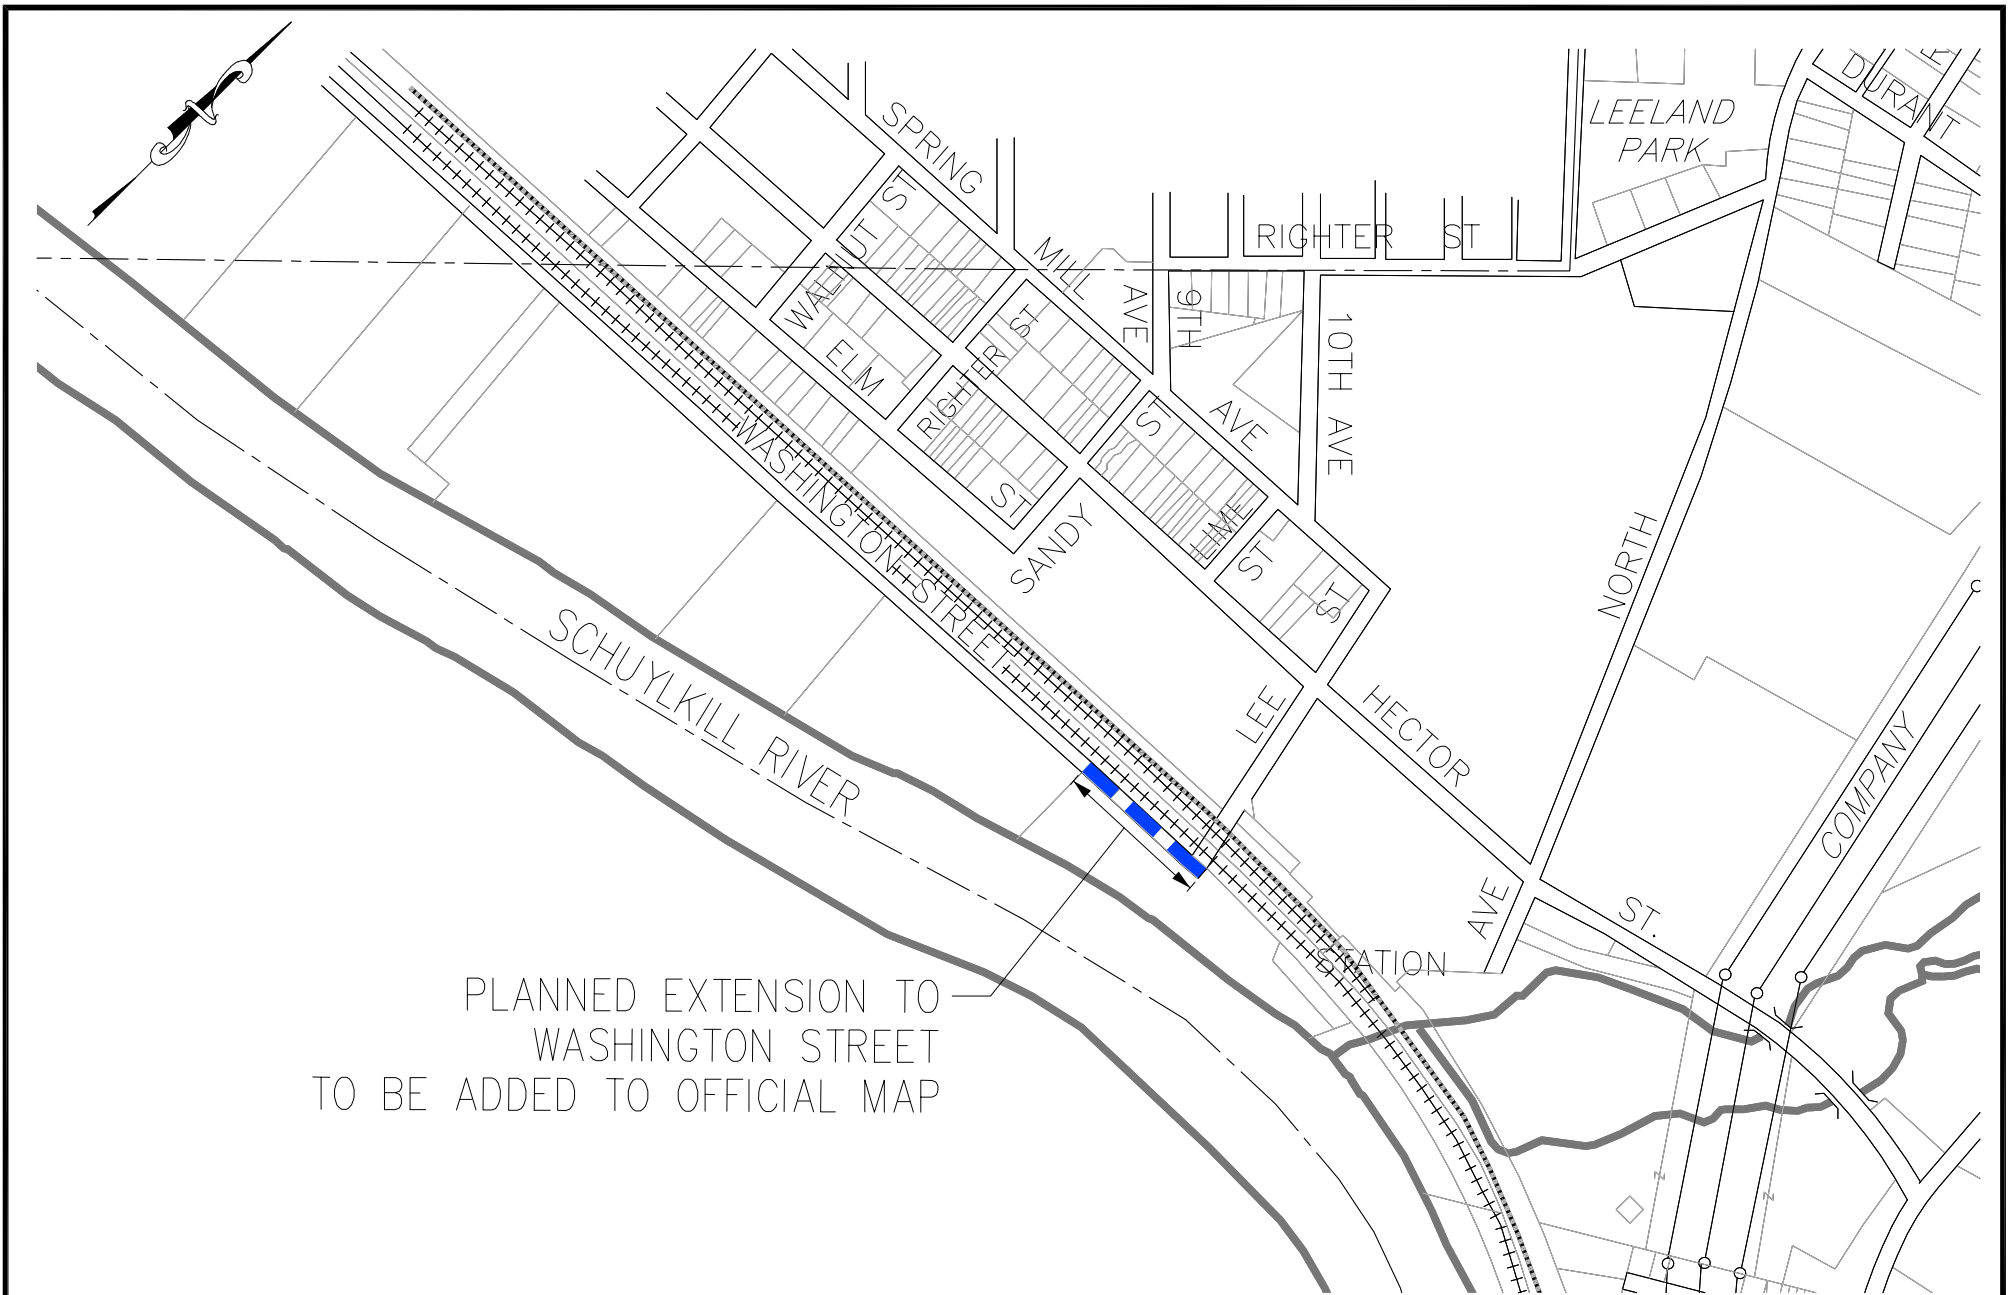 DURANT
LEELAND
PARK
SPRING
MILL
AVE
RIGHTER ST
WALNUT ST
ELM
ST
RIGHTER ST
9TH
AVE
10TH AVE
SANDY
ST
LIME
ST
ST
LEE
HECTOR
ST.
NORTH
AVE
COMPANY
WASHINGTON STREET
SCHUYLKILL RIVER
STATION
PLANNED EXTENSION TO
WASHINGTON STREET
TO BE ADDED TO OFFICIAL MAP